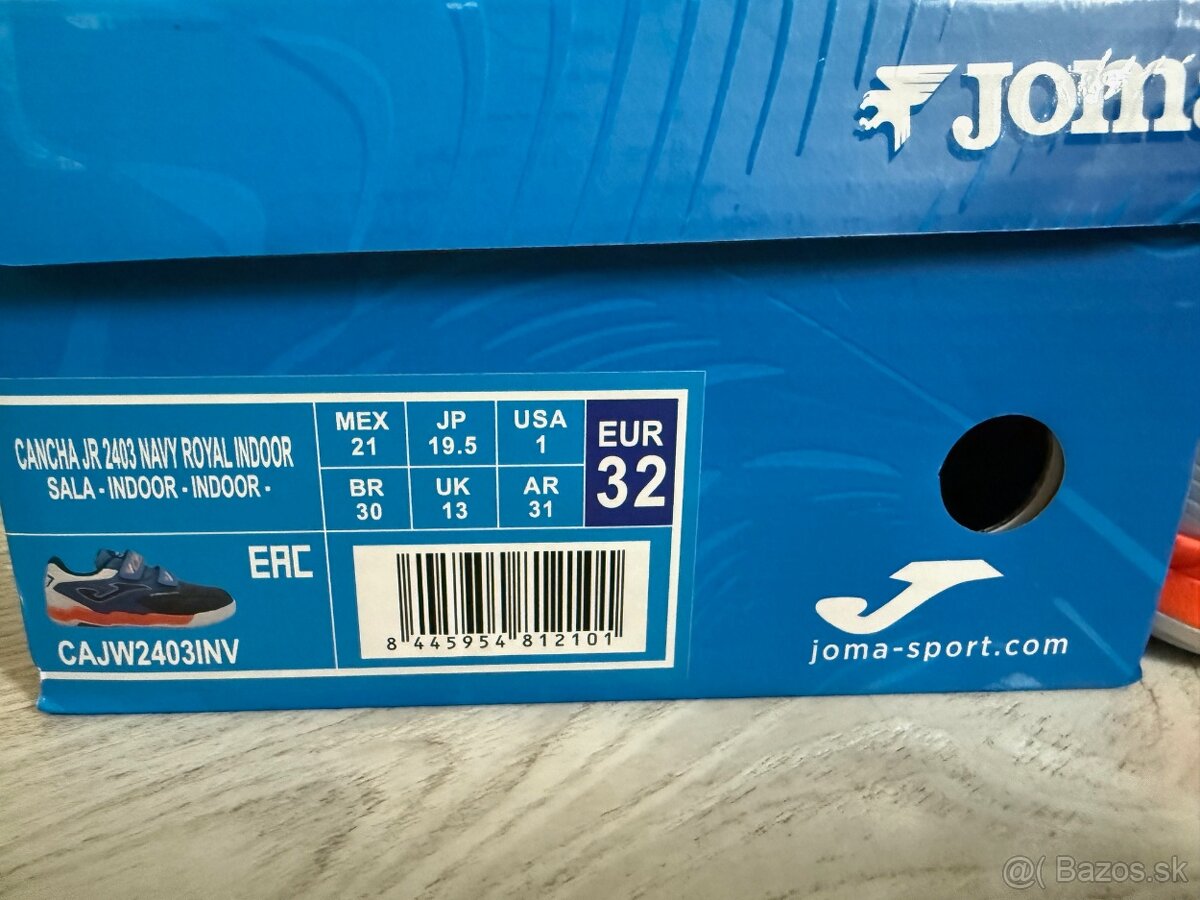 Joma
CANCHA JR 2403 NAVY ROYAL INDOOR
SALA - INDOOR - INDOOR -
MEX
21
JP
19.5
USA
1
EUR
32
BR
30
UK
13
AR
31
EAC
CAJW2403INV
8 445954 812101
joma-sport.com
@( Bazos.sk